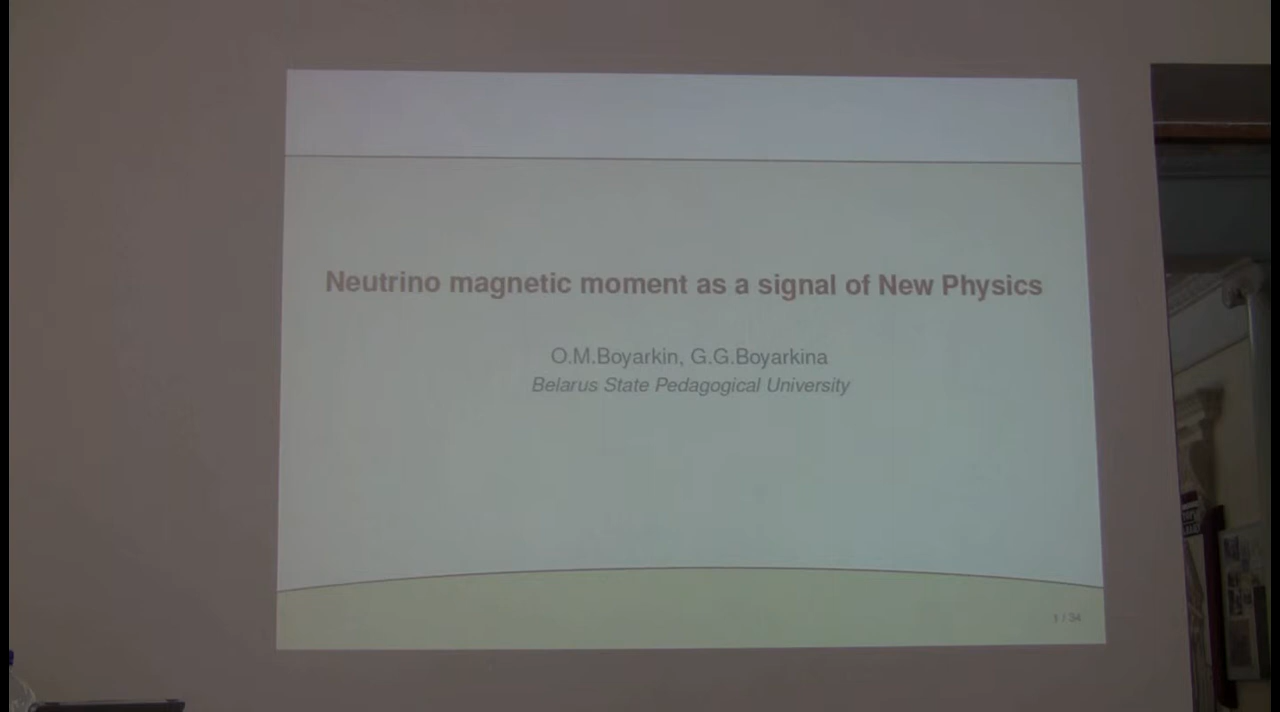 Neutrino magnetic moment as a signal of New Physics
O.M.Boyarkin, G.G.Boyarkina
Belarus State Pedagogical University
1 / 34